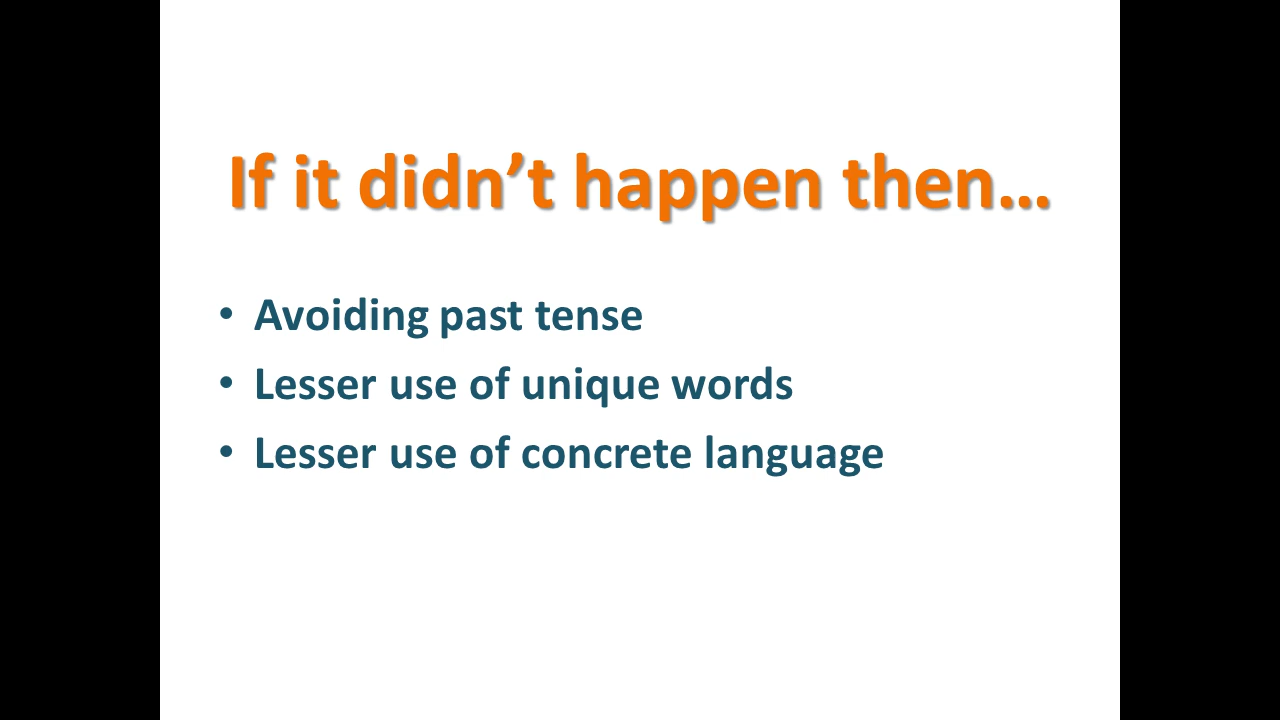 If it didn’t happen then…
• Avoiding past tense
• Lesser use of unique words
• Lesser use of concrete language